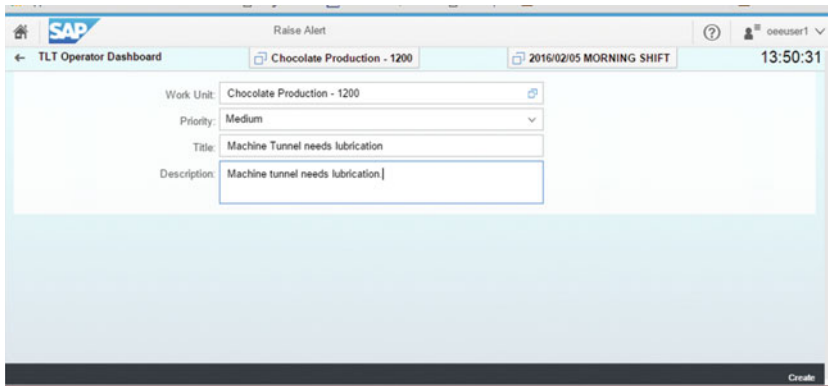 SAP Raise Alert oeeuser1
TLT Operator Dashboard Chocolate Production - 1200 2016/02/05 MORNING SHIFT 13:50:31
Work Unit: Chocolate Production - 1200
Priority: Medium
Title: Machine Tunnel needs lubrication
Description: Machine tunnel needs lubrication.
Create